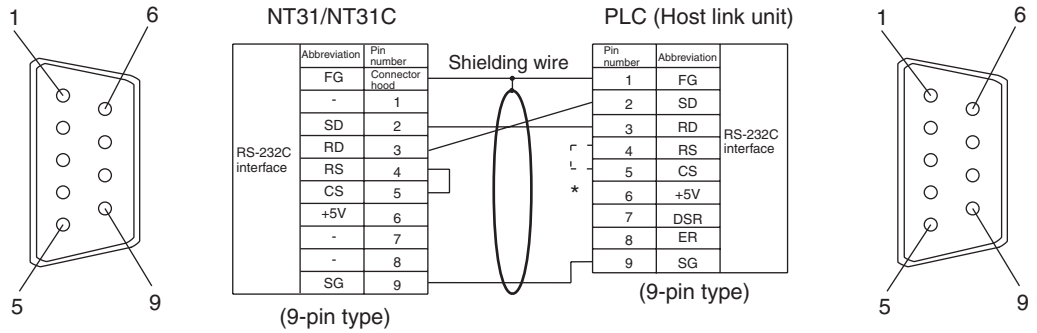 1
6
5
9
NT31/NT31C
Abbreviation Pin number
FG Connector hood
- 1
SD 2
RD 3
RS 4
CS 5
+5V 6
- 7
- 8
SG 9
RS-232C interface
(9-pin type)
Shielding wire
*
PLC (Host link unit)
Pin number Abbreviation
1 FG
2 SD
3 RD
4 RS
5 CS
6 +5V
7 DSR
8 ER
9 SG
RS-232C interface
(9-pin type)
1
6
5
9